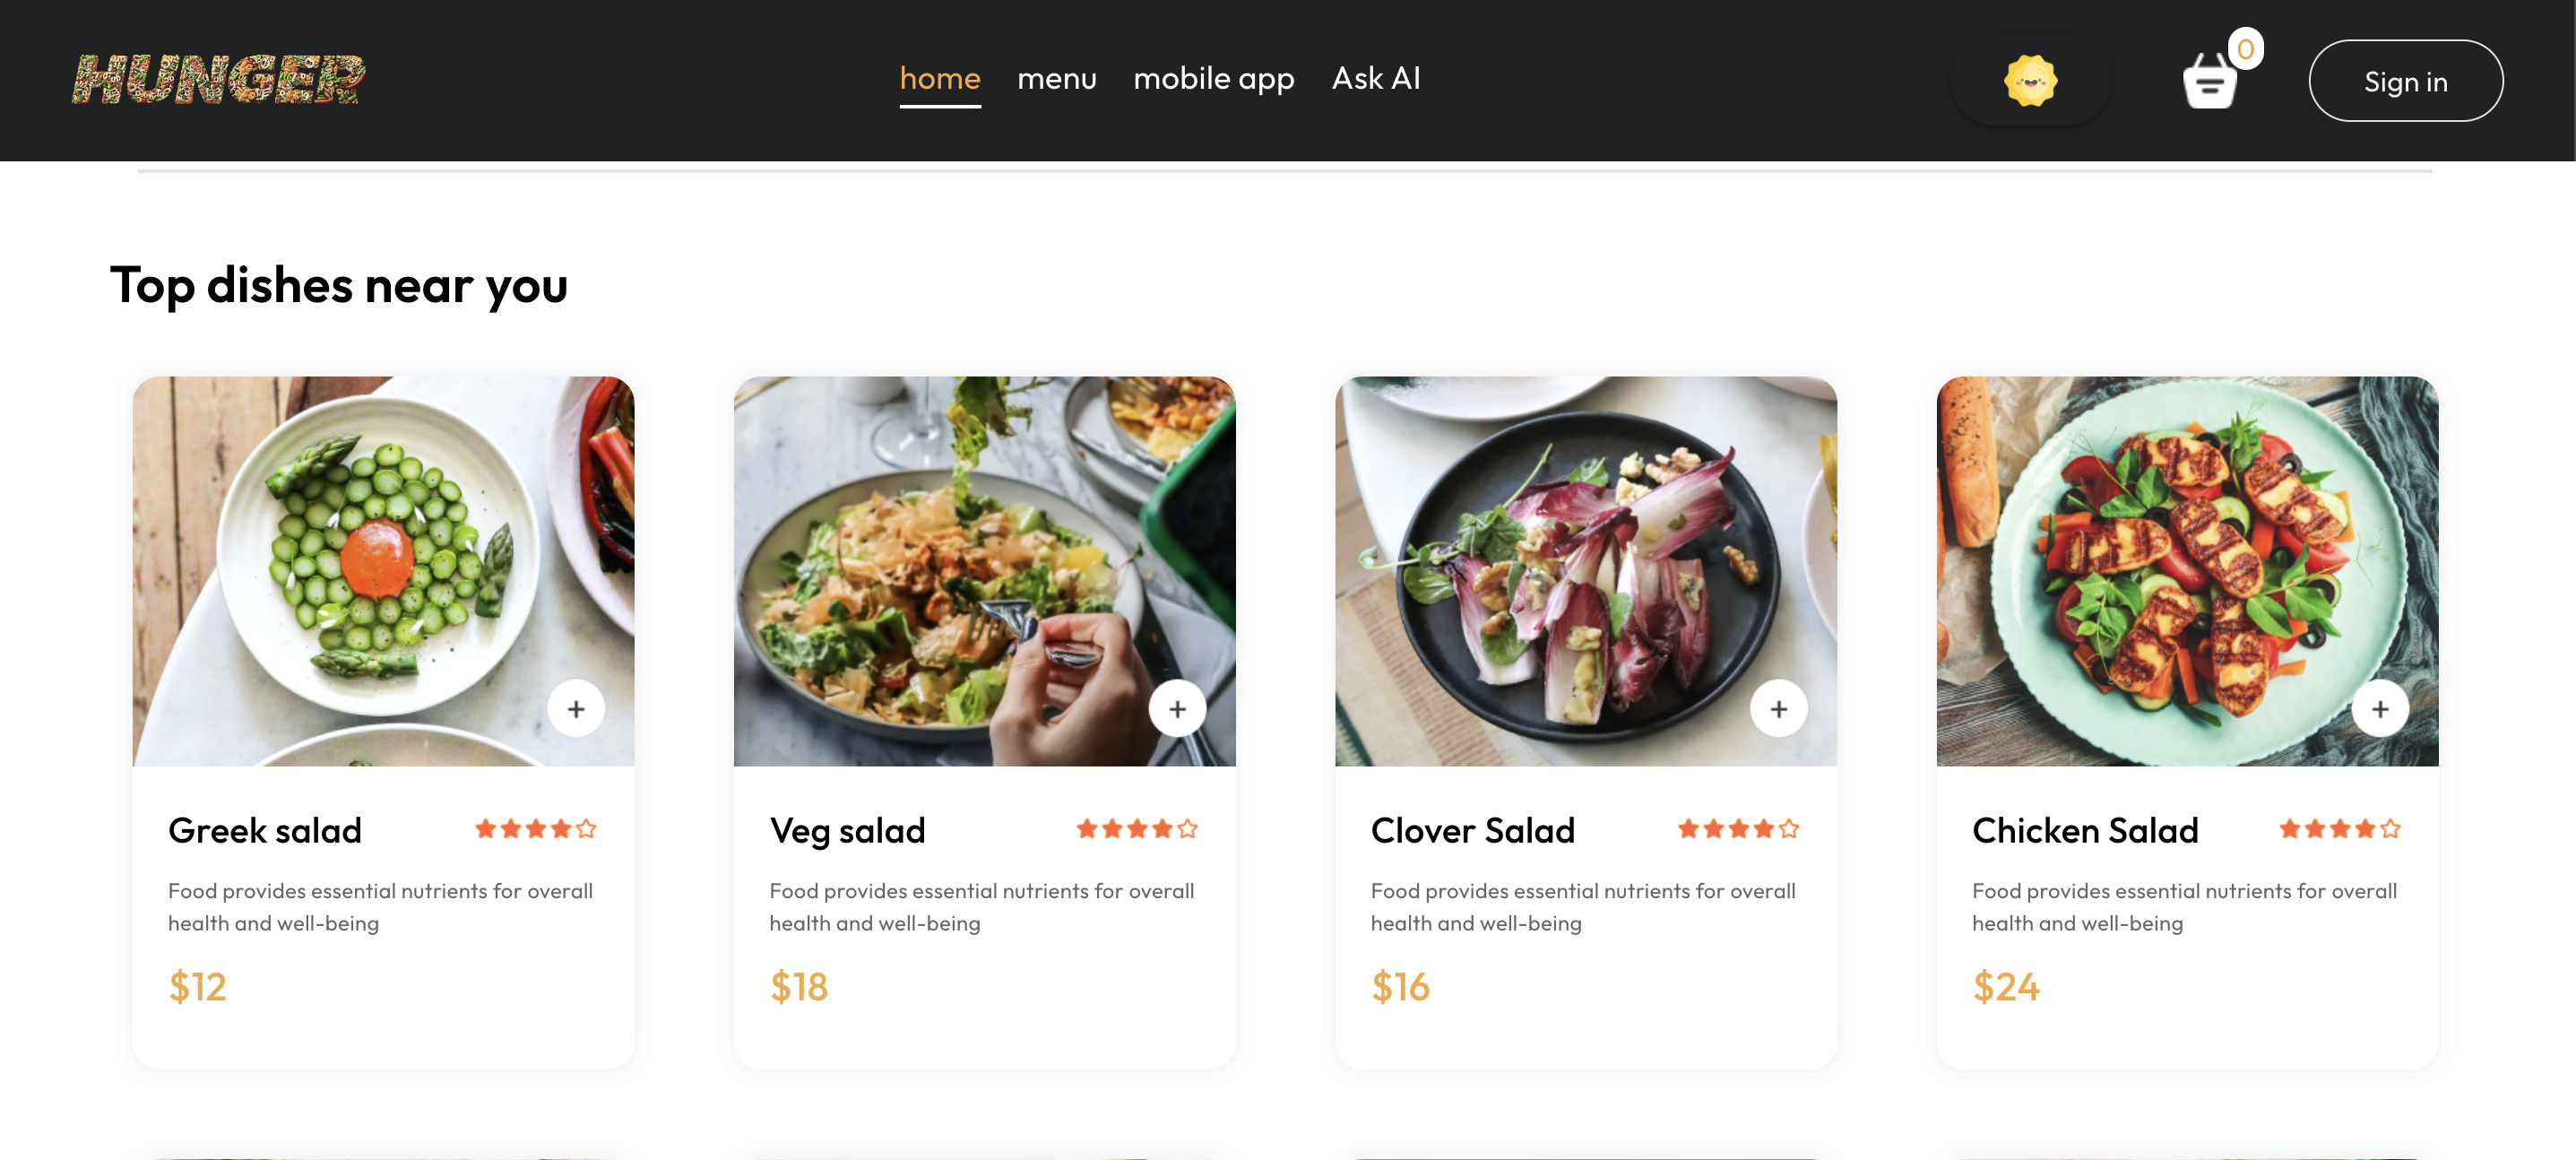 HUNGER
home menu mobile app Ask AI
0
Sign in
Top dishes near you
Greek salad
Food provides essential nutrients for overall
health and well-being
$12
Veg salad
Food provides essential nutrients for overall
health and well-being
$18
Clover Salad
Food provides essential nutrients for overall
health and well-being
$16
Chicken Salad
Food provides essential nutrients for overall
health and well-being
$24